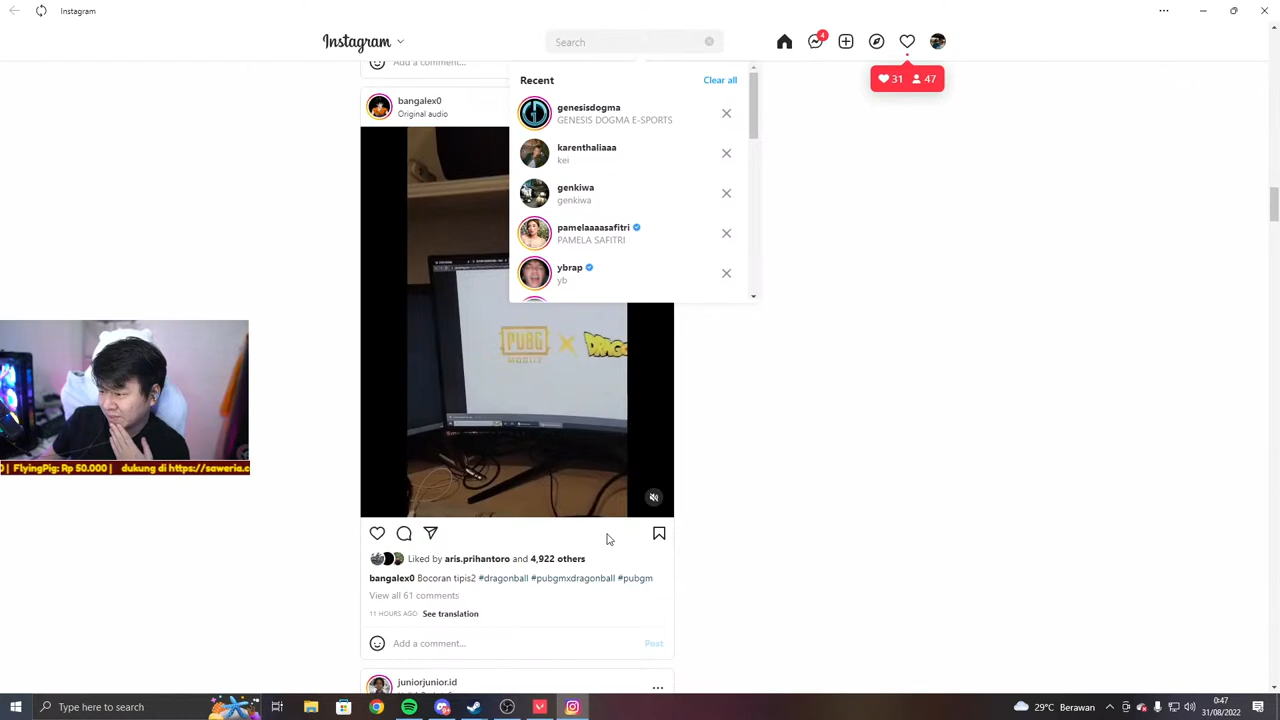 Instagram
Instagram
Search
4
31 47
Add a comment...
Recent
Clear all
bangalex0
Original audio
genesisdogma
GENESIS DOGMA E-SPORTS
karenthaliaaa
kei
genkiwa
genkiwa
pamelaaaasafitri
PAMELA SAFITRI
ybrap
yb
PUBG
MOBILE
X
FlyingPig: Rp 50.000 | dukung di https://saweria.c
Liked by aris.prihantoro and 4,922 others
bangalex0 Bocoran tipis2 #dragonball #pubgmxdragonball #pubgm
View all 61 comments
11 HOURS AGO See translation
Add a comment...
Post
juniorjunior.id
Type here to search
29°C Berawan
0:47
31/08/2022